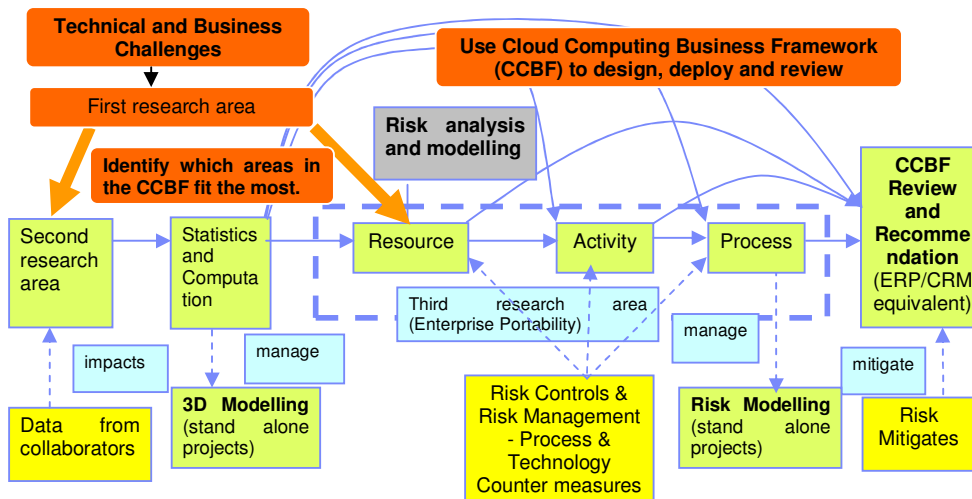 Technical and Business
Challenges
Use Cloud Computing Business Framework
(CCBF) to design, deploy and review
First research area
Risk analysis
and modelling
Identify which areas in
the CCBF fit the most.
CCBF
Review
and
Recomme
ndation
(ERP/CRM
equivalent)
Second
research
area
Statistics
and
Computa
tion
Resource
Activity
Process
Third research area
(Enterprise Portability)
impacts
manage
manage
mitigate
Data from
collaborators
3D Modelling
(stand alone
projects)
Risk Controls &
Risk Management
- Process &
Technology
Counter measures
Risk Modelling
(stand alone
projects)
Risk
Mitigates